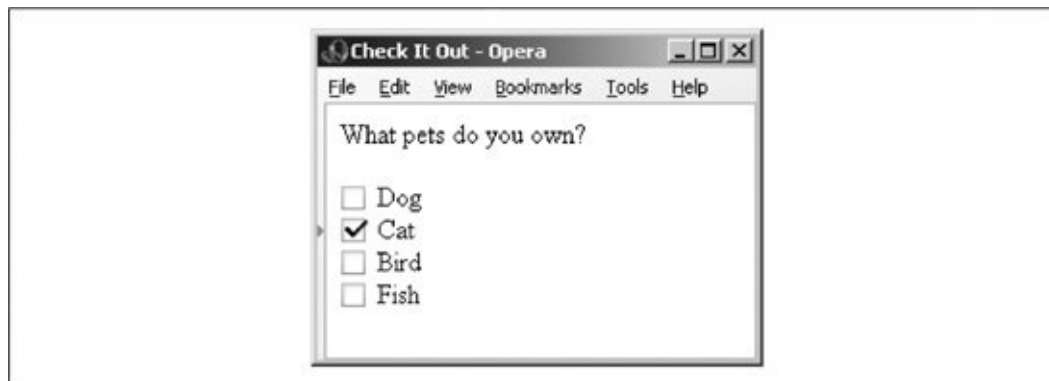 Check It Out - Opera
File Edit View Bookmarks Tools Help
What pets do you own?
Dog
Cat
Bird
Fish